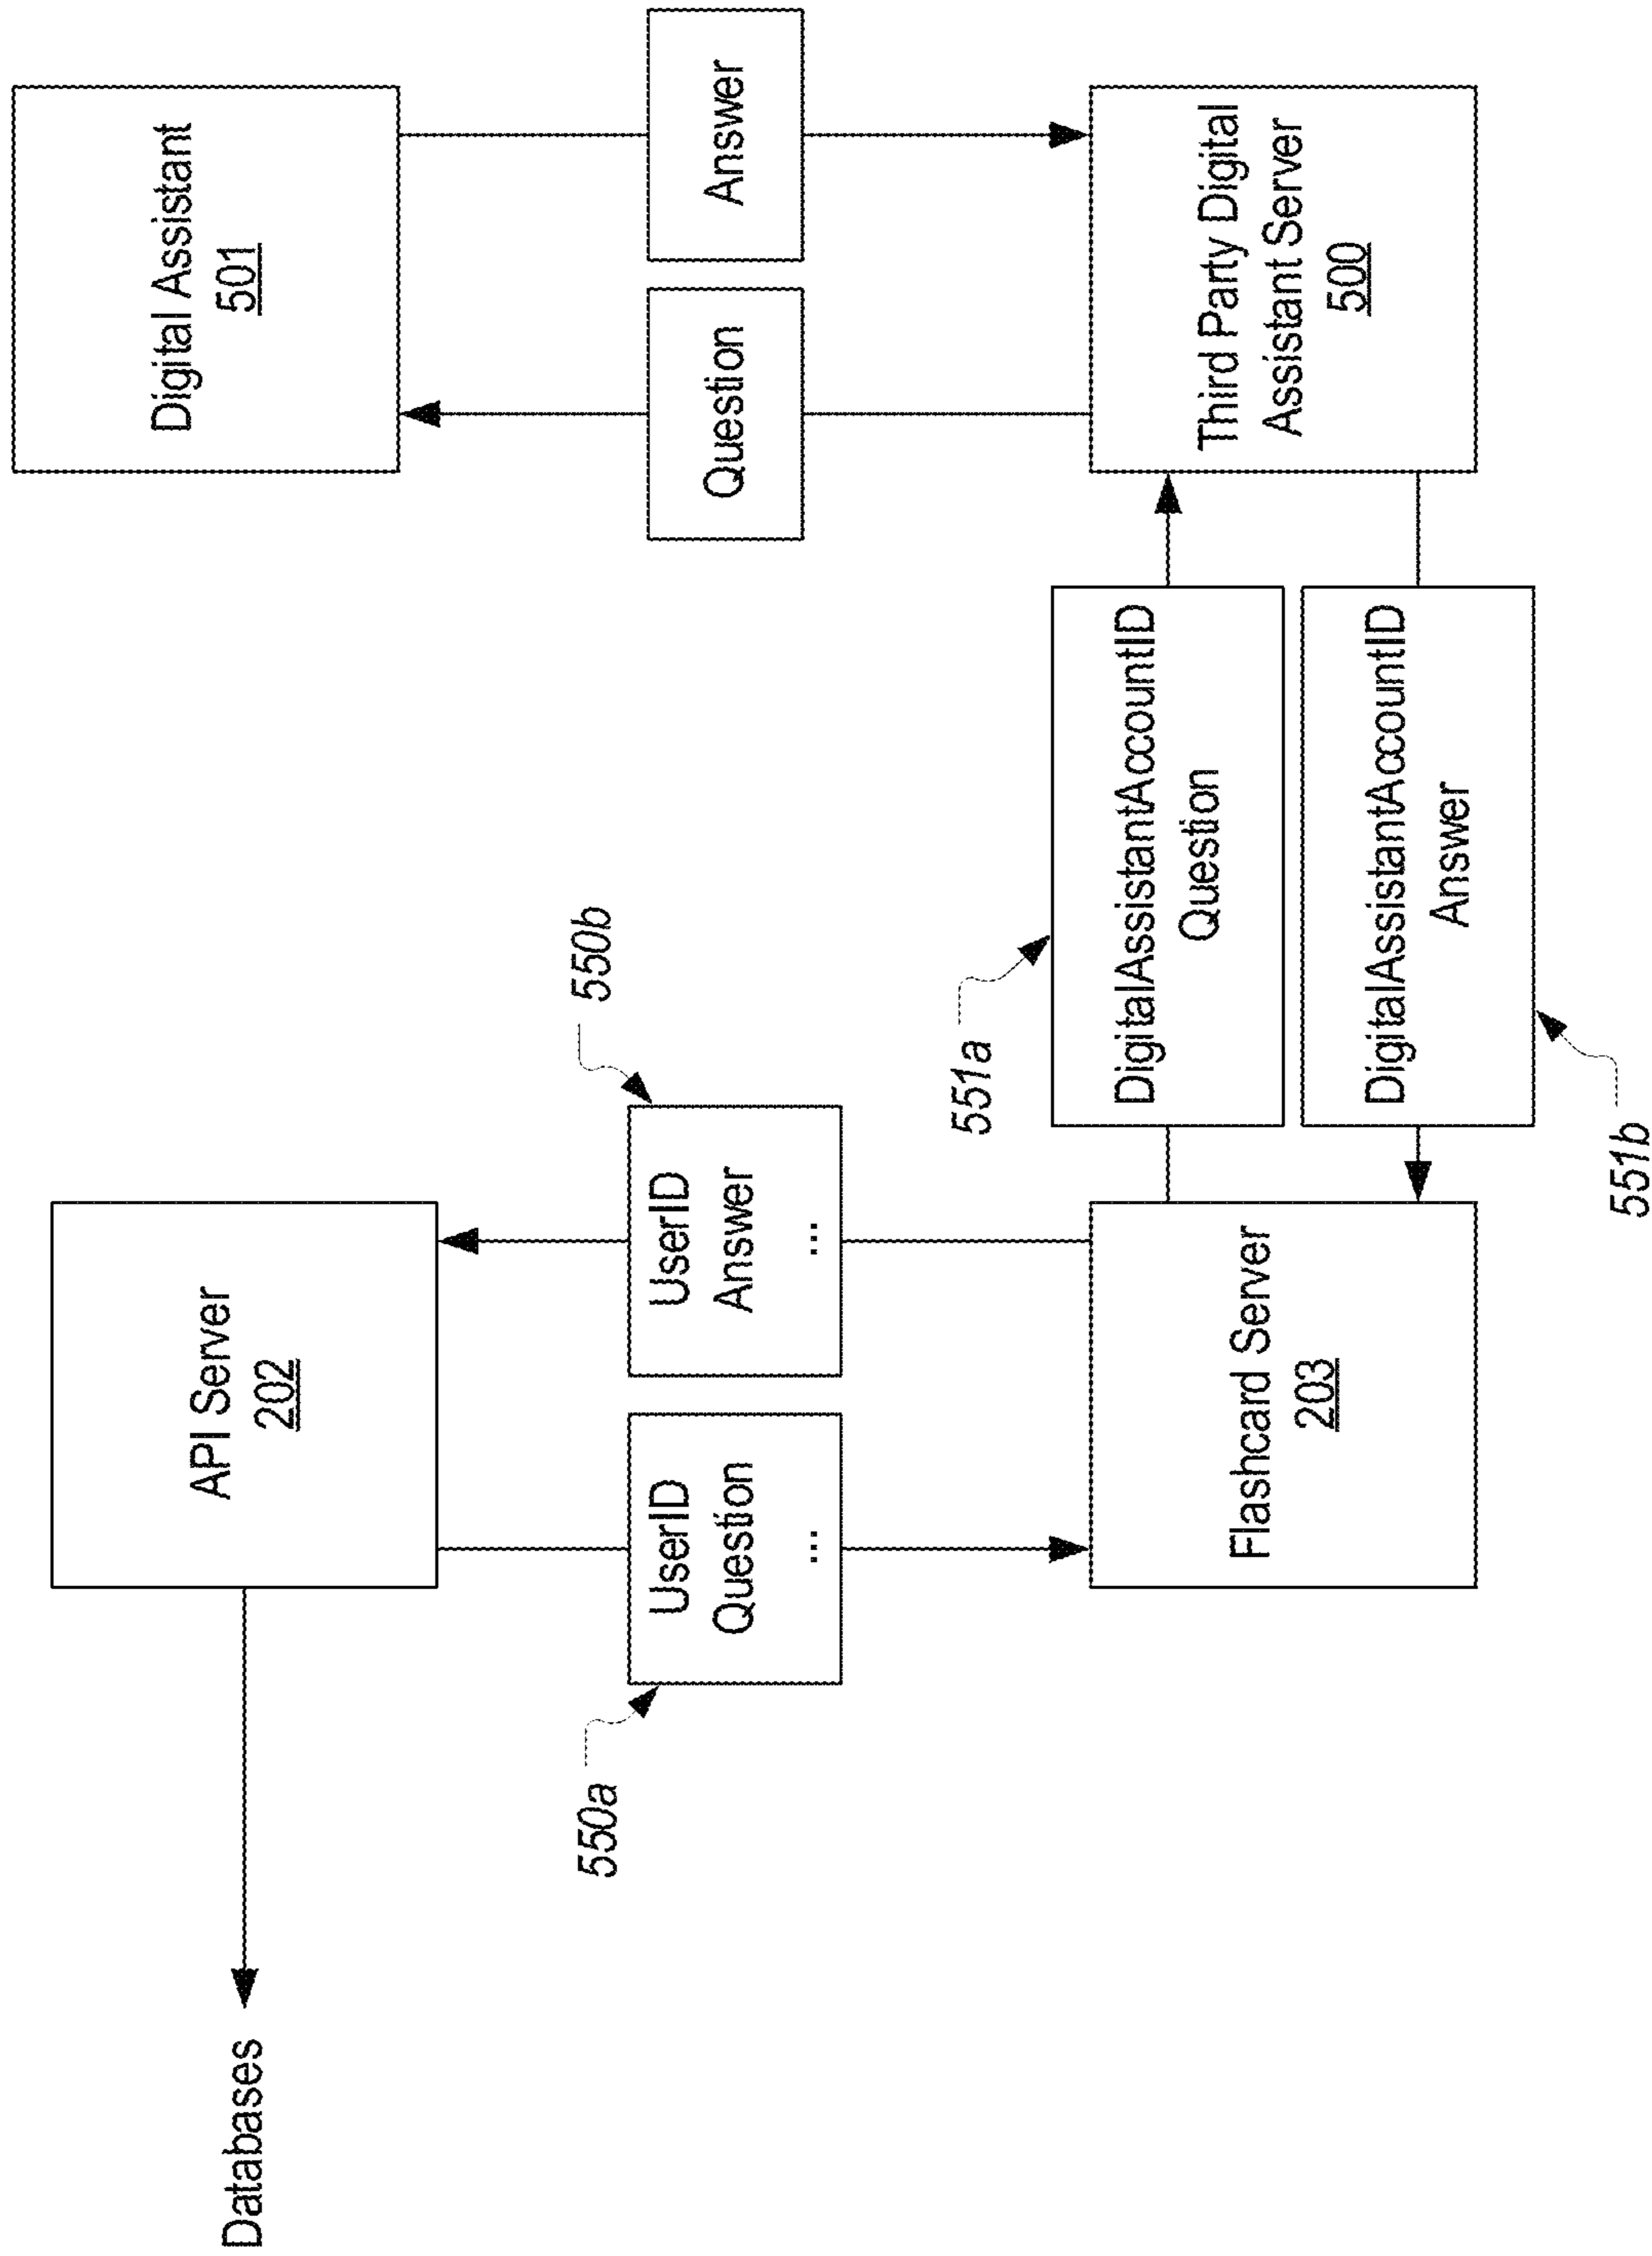 Databases
API Server
202
550a
UserID
Question
...
UserID
Answer
...
550b
Flashcard Server
203
551a
DigitalAssistantAccountID
Question
DigitalAssistantAccountID
Answer
551b
Digital Assistant
501
Question
Answer
Third Party Digital
Assistant Server
500